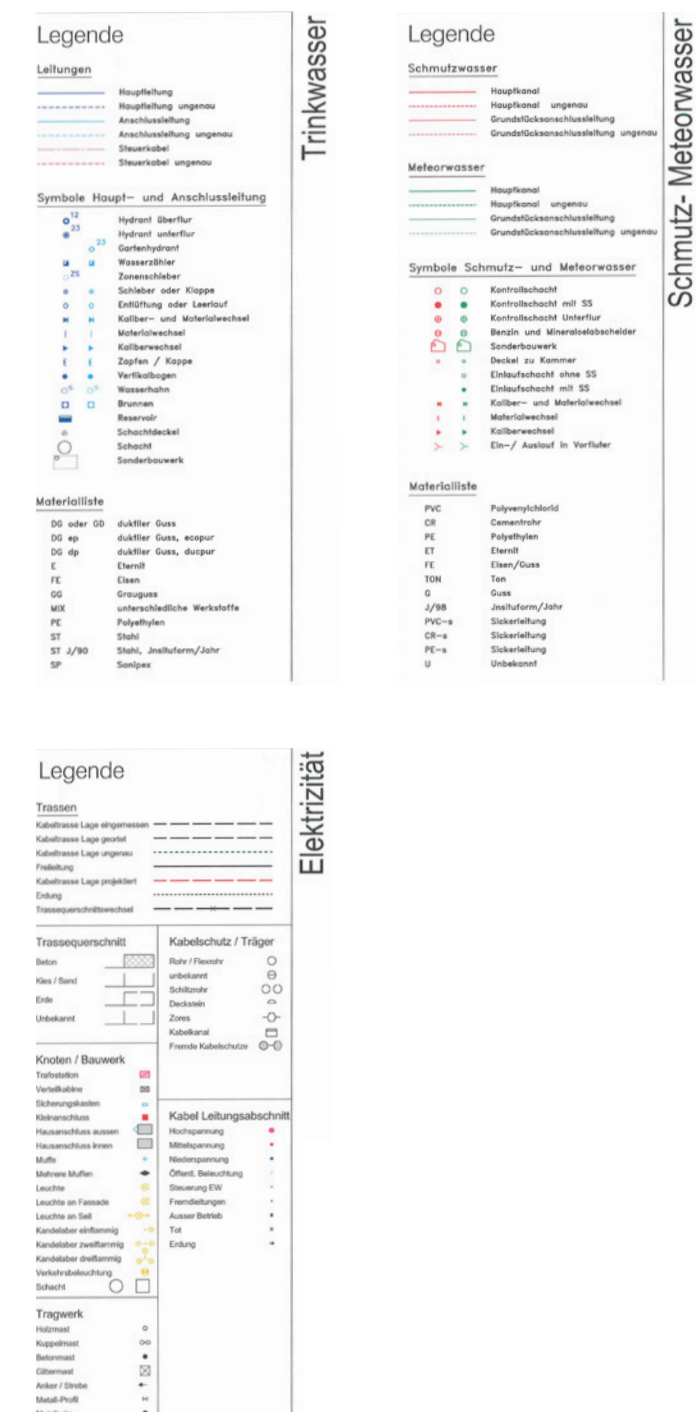 Legende
Trinkwasser
Leitungen
Hauptleitung
Hauptleitung ungenau
Anschlussleitung
Anschlussleitung ungenau
Steuerkabel
Steuerkabel ungenau
Symbole Haupt- und Anschlussleitung
12 Hydrant überflur
23 Hydrant unterflur
23 Gartenhydrant
Wasserzähler
25 Zonenschieber
Schieber oder Klappe
Entlüftung oder Leerlauf
Kaliber- und Materialwechsel
Materialwechsel
Kaliberwechsel
Zapfen / Kappe
Vertikalbogen
S S Wasserhahn
Brunnen
Reservoir
Schachtdeckel
Schacht
Sonderbauwerk
Materialliste
DG oder GD duktiler Guss
DG ep duktiler Guss, ecopur
DG dp duktiler Guss, ducpur
E Eternit
FE Eisen
GG Grauguss
MIX unterschiedliche Werkstoffe
PE Polyethylen
ST Stahl
ST J/90 Stahl, Jnsituform/Jahr
SP Sanipex
Legende
Schmutz- Meteorwasser
Schmutzwasser
Hauptkanal
Hauptkanal ungenau
Grundstücksanschlussleitung
Grundstücksanschlussleitung ungenau
Meteorwasser
Hauptkanal
Hauptkanal ungenau
Grundstücksanschlussleitung
Grundstücksanschlussleitung ungenau
Symbole Schmutz- und Meteorwasser
Kontrollschacht
Kontrollschacht mit SS
Kontrollschacht Unterflur
Benzin und Mineraloelabscheider
Sonderbauwerk
Deckel zu Kammer
Einlaufschacht ohne SS
Einlaufschacht mit SS
Kaliber- und Materialwechsel
Materialwechsel
Kaliberwechsel
Ein-/ Auslauf in Vorfluter
Materialliste
PVC Polyvenylchlorid
CR Cementrohr
PE Polyethylen
ET Eternit
FE Eisen/Guss
TON Ton
G Guss
J/98 Jnsituform/Jahr
PVC-s Sickerleitung
CR-s Sickerleitung
PE-s Sickerleitung
U Unbekannt
Legende
Elektrizität
Trassen
Kabeltrasse Lage eingemessen
Kabeltrasse Lage geortet
Kabeltrasse Lage ungenau
Freileitung
Kabeltrasse Lage projektiert
Erdung
Trassequerschnittswechsel
Trassequerschnitt
Beton
Kies / Sand
Erde
Unbekannt
Kabelschutz / Träger
Rohr / Flexrohr
unbekannt
Schlitzrohr
Deckstein
Zores
Kabelkanal
Fremde Kabelschutze
Knoten / Bauwerk
Trafostation
Verteilkabine
Sicherungskasten
Kleinanschluss
Hausanschluss aussen
Hausanschluss innen
Muffe
Mehrere Muffen
Leuchte
Leuchte an Fassade
Leuchte an Seil
Kandelaber einflammig
Kandelaber zweiflammig
Kandelaber dreiflammig
Verkehrsbeleuchtung
Schacht
Kabel Leitungsabschnitt
Hochspannung
Mittelspannung
Niederspannung
Öffentl. Beleuchtung
Steuerung EW
Fremdleitungen
Ausser Betrieb
Tot
Erdung
Tragwerk
Holzmast
Kuppelmast
Betonmast
Gittermast
Anker / Strebe
Metall-Profil